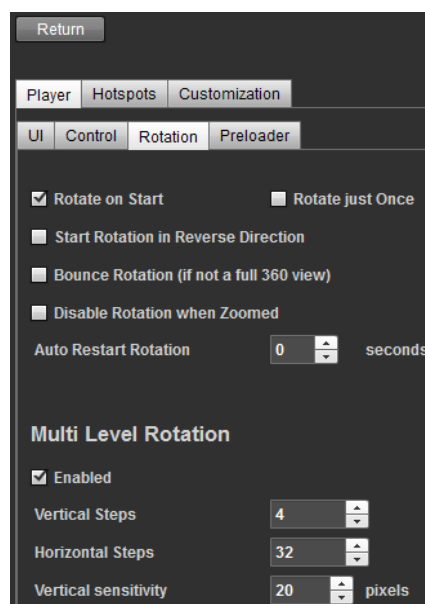 Return
Player Hotspots Customization
UI Control Rotation Preloader
Rotate on Start Rotate just Once
Start Rotation in Reverse Direction
Bounce Rotation (if not a full 360 view)
Disable Rotation when Zoomed
Auto Restart Rotation 0 seconds
Multi Level Rotation
Enabled
Vertical Steps 4
Horizontal Steps 32
Vertical sensitivity 20 pixels